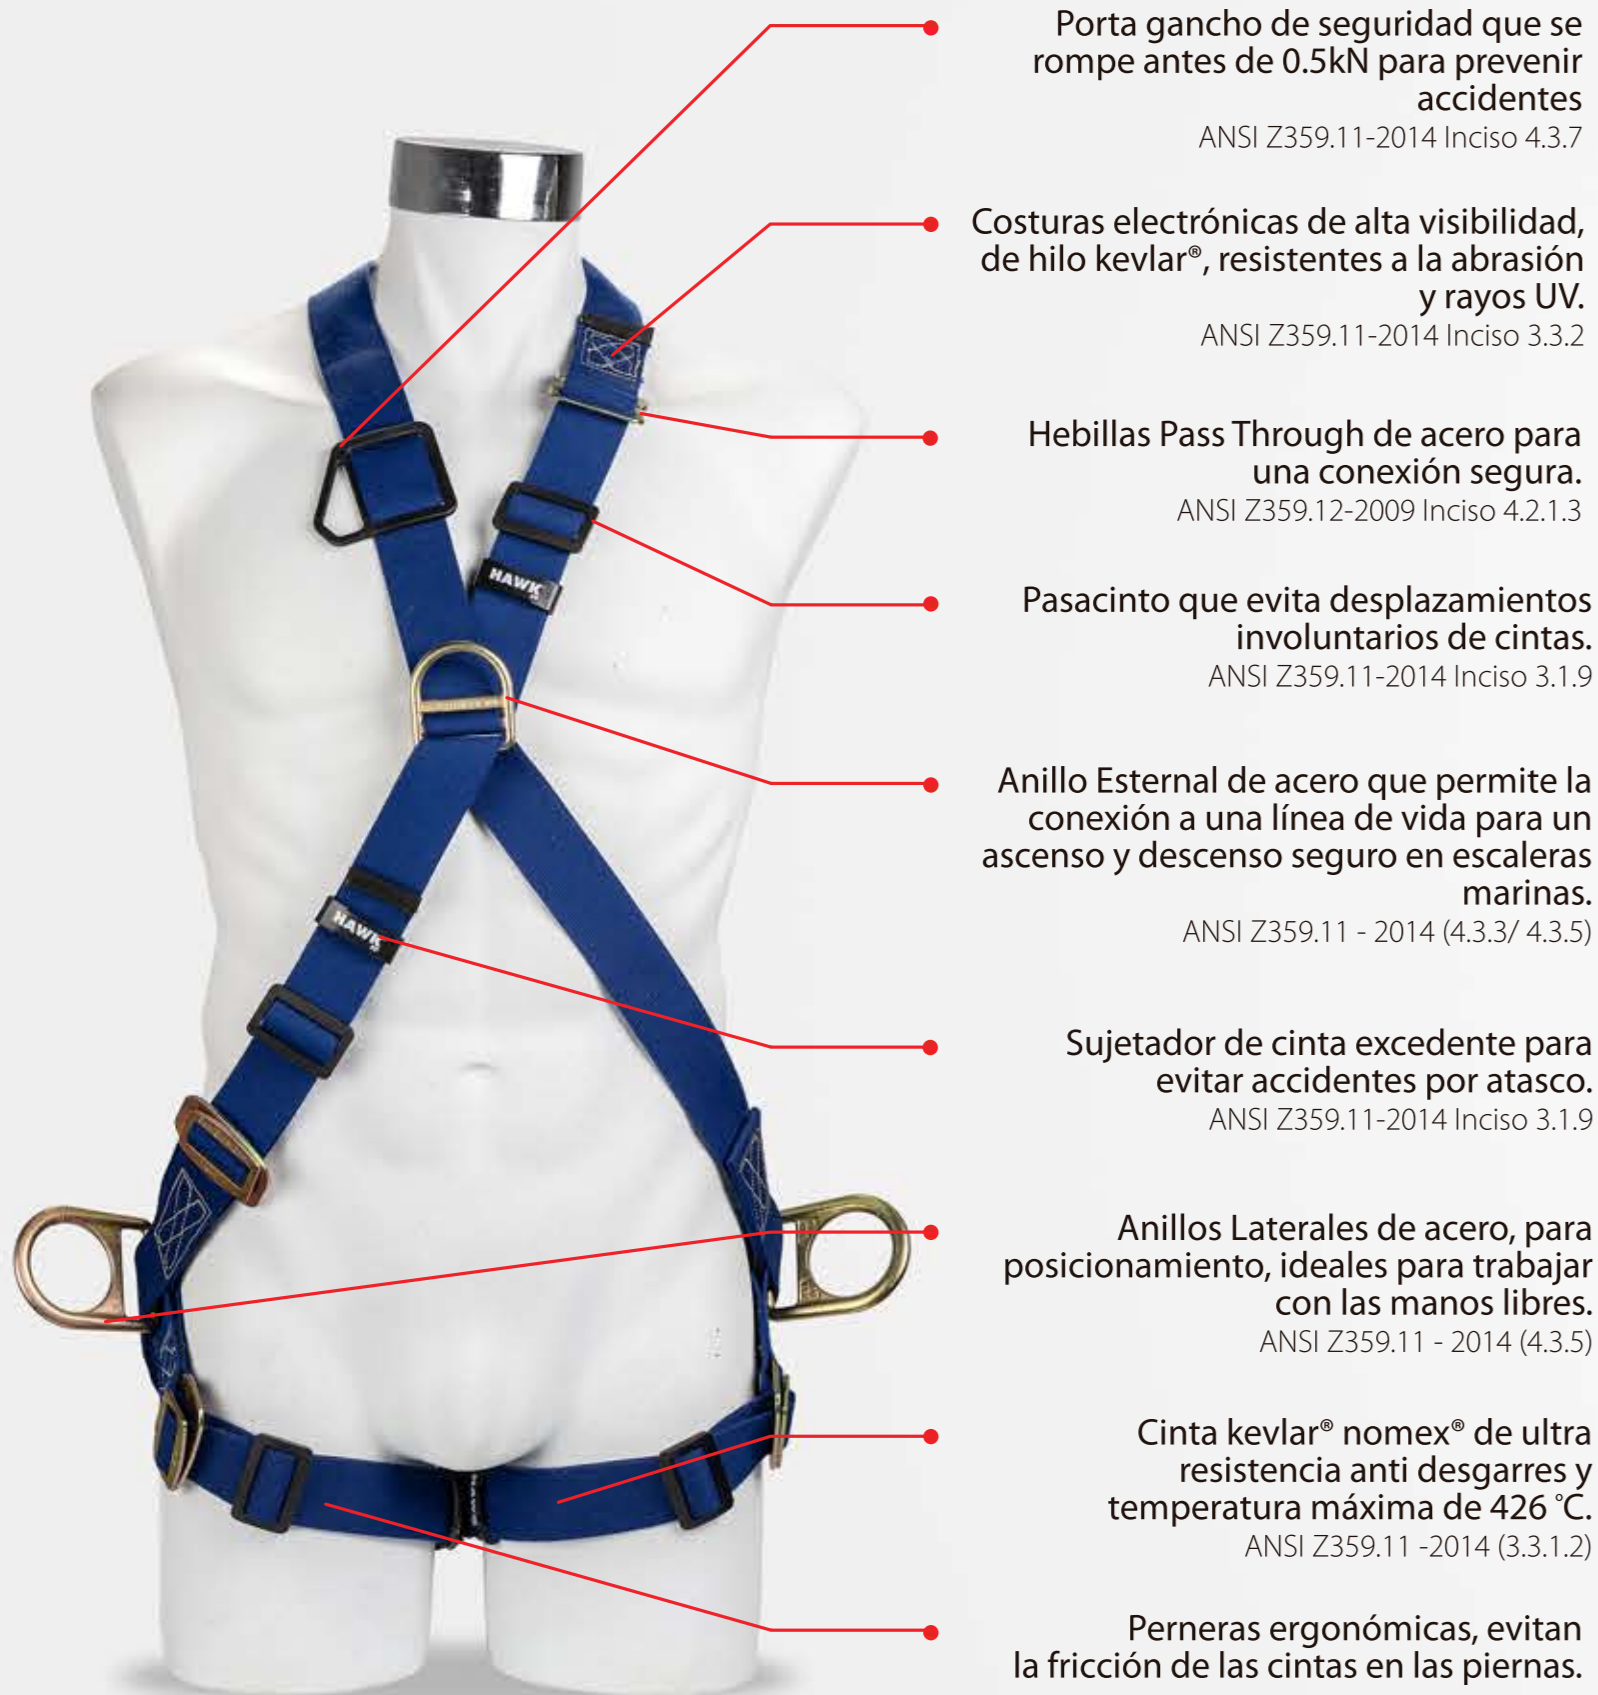 Porta gancho de seguridad que se
rompe antes de 0.5kN para prevenir
accidentes
ANSI Z359.11-2014 Inciso 4.3.7
Costuras electrónicas de alta visibilidad,
de hilo kevlar®, resistentes a la abrasión
y rayos UV.
ANSI Z359.11-2014 Inciso 3.3.2
Hebillas Pass Through de acero para
una conexión segura.
ANSI Z359.12-2009 Inciso 4.2.1.3
HAWK
Pasacinto que evita desplazamientos
involuntarios de cintas.
ANSI Z359.11-2014 Inciso 3.1.9
Anillo Esternal de acero que permite la
conexión a una línea de vida para un
ascenso y descenso seguro en escaleras
marinas.
ANSI Z359.11 - 2014 (4.3.3/ 4.3.5)
HAWK
Sujetador de cinta excedente para
evitar accidentes por atasco.
ANSI Z359.11-2014 Inciso 3.1.9
Anillos Laterales de acero, para
posicionamiento, ideales para trabajar
con las manos libres.
ANSI Z359.11 - 2014 (4.3.5)
Cinta kevlar® nomex® de ultra
resistencia anti desgarres y
temperatura máxima de 426 °C.
ANSI Z359.11 -2014 (3.3.1.2)
Perneras ergonómicas, evitan
la fricción de las cintas en las piernas.